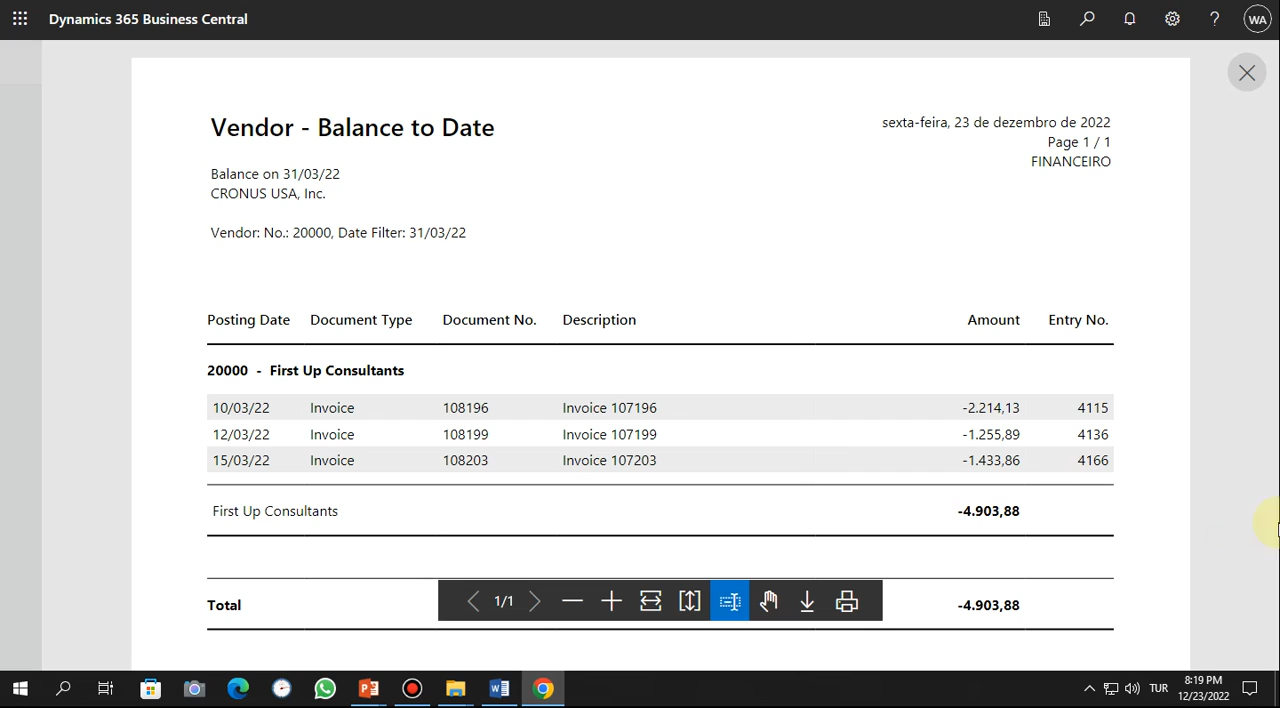 Dynamics 365 Business Central
?
WA
Vendor - Balance to Date
sexta-feira, 23 de dezembro de 2022
Page 1 / 1
FINANCEIRO
Balance on 31/03/22
CRONUS USA, Inc.
Vendor: No.: 20000, Date Filter: 31/03/22
Posting Date Document Type Document No. Description Amount Entry No.
20000 - First Up Consultants
10/03/22 Invoice 108196 Invoice 107196 -2.214,13 4115
12/03/22 Invoice 108199 Invoice 107199 -1.255,89 4136
15/03/22 Invoice 108203 Invoice 107203 -1.433,86 4166
First Up Consultants -4.903,88
1/1
Total -4.903,88
TUR
8:19 PM
12/23/2022